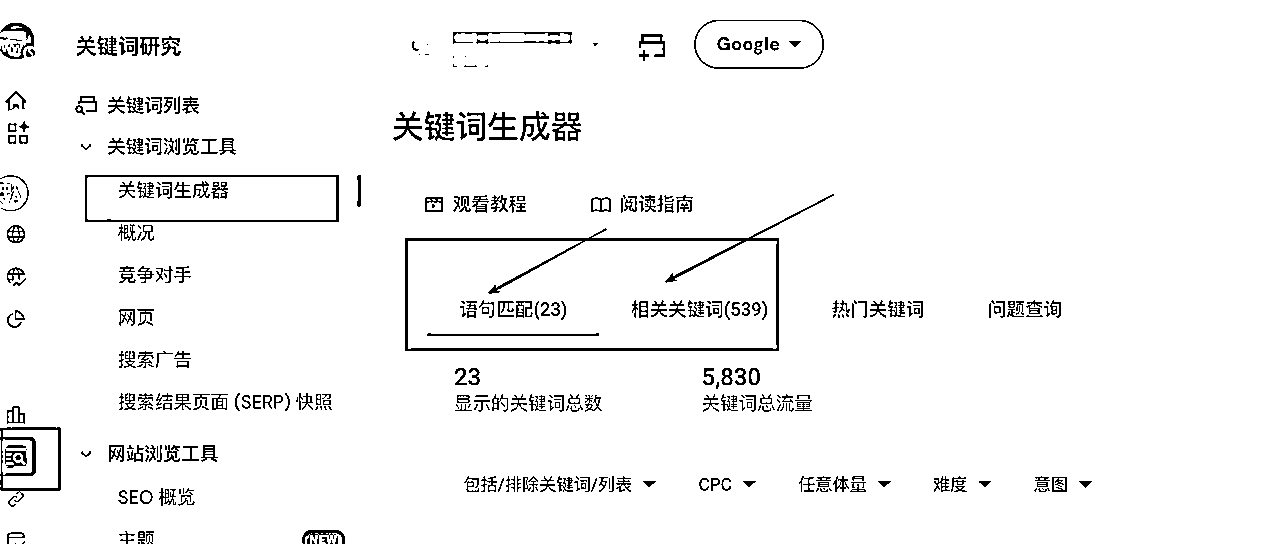 关键词研究
Google
关键词列表
关键词生成器
关键词浏览工具
关键词生成器
观看教程
阅读指南
概况
竞争对手
语句匹配(23)
相关关键词(539)
热门关键词
问题查询
网页
搜索广告
23
5,830
显示的关键词总数
关键词总流量
搜索结果页面 (SERP) 快照
网站浏览工具
包括/排除关键词/列表
CPC
任意体量
难度
意图
SEO 概览
主题
NEW